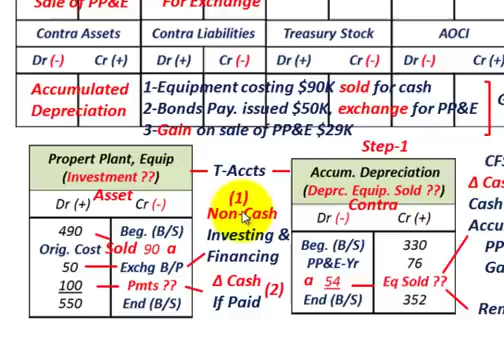 Sale of PP&E For Exchange
Contra Assets Contra Liabilities Treasury Stock AOCI
Dr (-) Cr (+) Dr (+) Cr (-) Dr (+) Cr (-) Dr (-) Cr (+)
Accumulated Depreciation
1-Equipment costing $90K sold for cash
2-Bonds Pay. issued $50K, exchange for PP&E
3-Gain on sale of PP&E $29K
Step-1
Propert Plant, Equip
(Investment ??)
Asset
Dr (+) Cr (-)
490 Beg. (B/S)
Orig. Cost Sold 90 a
50 Exchg B/P
100 Pmts ??
550 End (B/S)
T-Accts
(1)
Non-Cash
Investing &
Financing
Δ Cash (2)
If Paid
Accum. Depreciation
(Deprc. Equip. Sold ??)
Contra
Dr (-) Cr (+)
Beg. (B/S) 330
PP&E-Yr 76
a 54 Eq Sold ??
End (B/S) 352
Δ Cas
Cash
Accu
PP
Ga
Ren